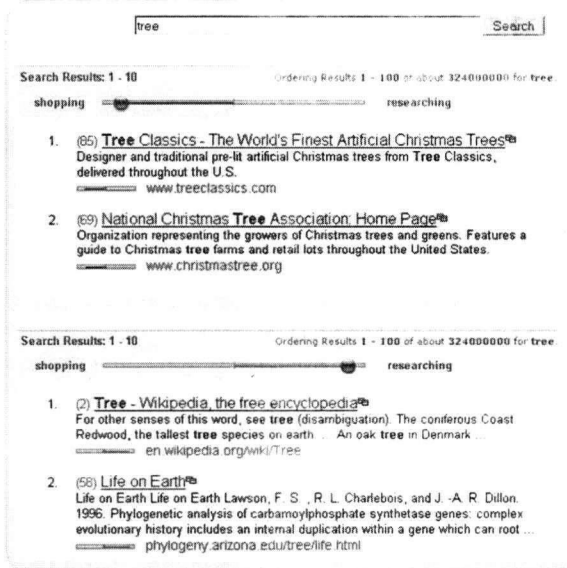 tree Search
Search Results: 1 - 10 Ordering Results 1 - 100 of about 324000000 for tree.
shopping researching
1. (85) Tree Classics - The World's Finest Artificial Christmas Trees
Designer and traditional pre-lit artificial Christmas trees from Tree Classics,
delivered throughout the U.S.
www.treeclassics.com
2. (69) National Christmas Tree Association: Home Page
Organization representing the growers of Christmas trees and greens. Features a
guide to Christmas tree farms and retail lots throughout the United States.
www.christmastree.org
Search Results: 1 - 10 Ordering Results 1 - 100 of about 324000000 for tree.
shopping researching
1. (2) Tree - Wikipedia, the free encyclopedia
For other senses of this word, see tree (disambiguation). The coniferous Coast
Redwood, the tallest tree species on earth ... An oak tree in Denmark ...
en.wikipedia.org/wiki/Tree
2. (58) Life on Earth
Life on Earth Life on Earth Lawson, F. S. , R. L. Charlebois, and J. -A. R. Dillon.
1996. Phylogenetic analysis of carbamoylphosphate synthetase genes: complex
evolutionary history includes an internal duplication within a gene which can root ...
phylogeny.arizona.edu/tree/life.html